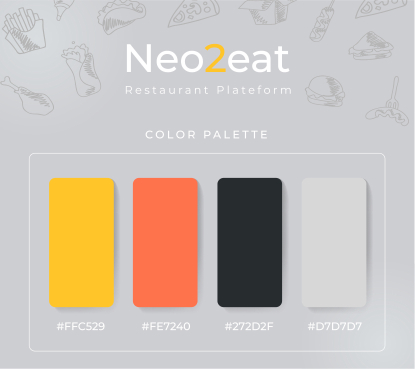 Neo2eat
Restaurant Plateform
COLOR PALETTE
#FFC529 #FE7240 #272D2F #D7D7D7